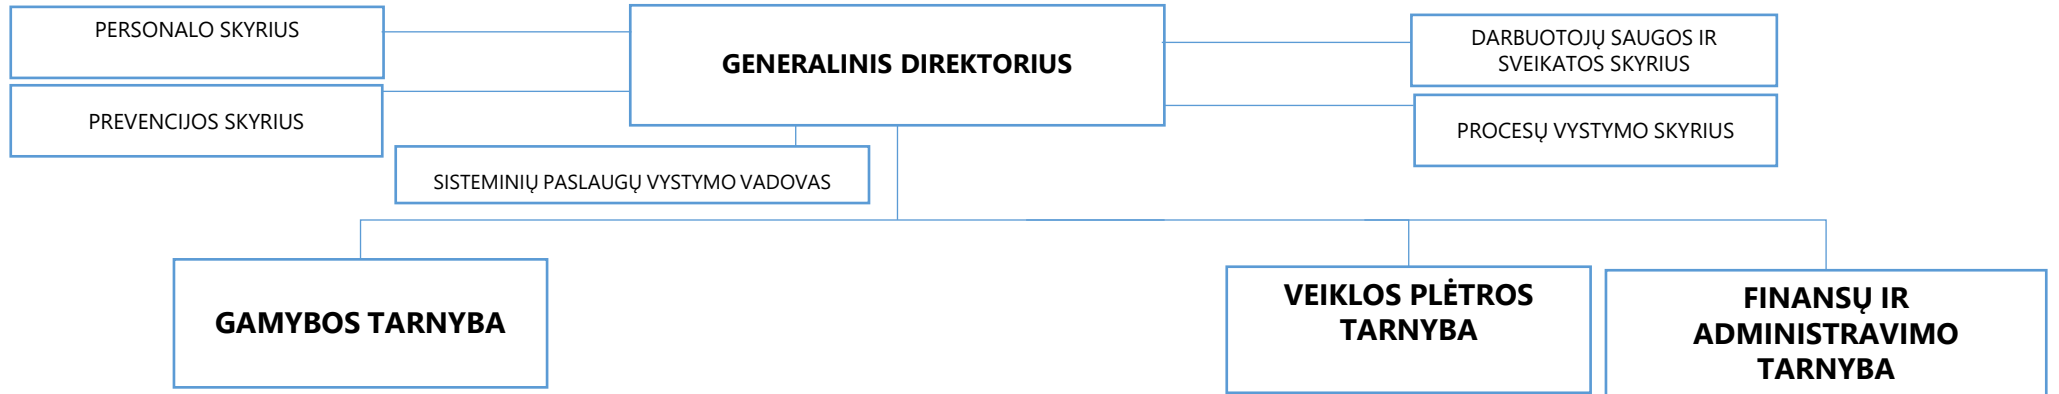 PERSONALO SKYRIUS
GENERALINIS DIREKTORIUS
DARBUOTOJŲ SAUGOS IR
SVEIKATOS SKYRIUS
PREVENCIJOS SKYRIUS
PROCESŲ VYSTYMO SKYRIUS
SISTEMINIŲ PASLAUGŲ VYSTYMO VADOVAS
GAMYBOS TARNYBA
VEIKLOS PLĖTROS
TARNYBA
FINANSŲ IR
ADMINISTRAVIMO
TARNYBA